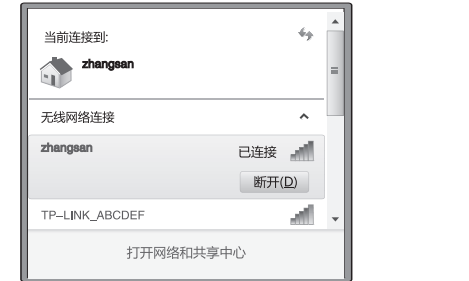 当前连接到:
zhangsan
无线网络连接
zhangsan
已连接
断开(D)
TP–LINK_ABCDEF
打开网络和共享中心